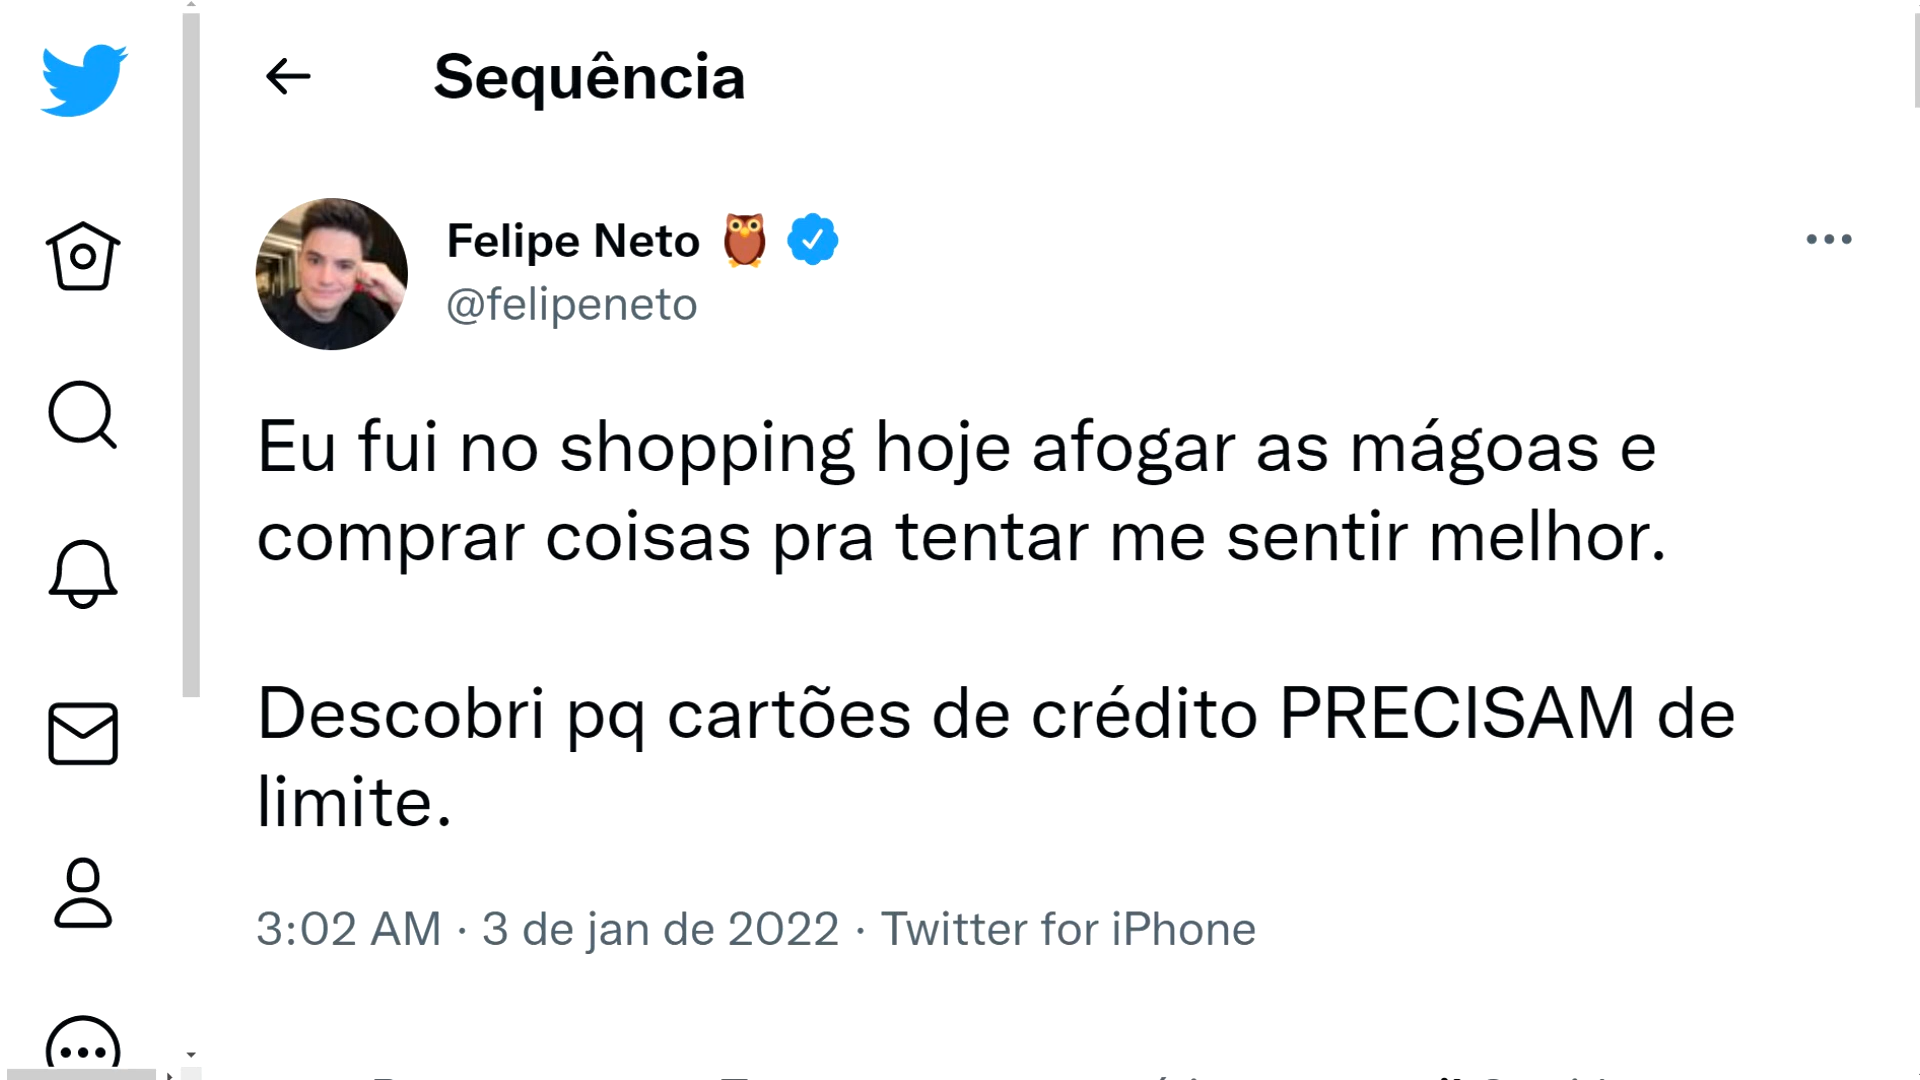 Sequência
Felipe Neto 🦉
@felipeneto
Eu fui no shopping hoje afogar as mágoas e
comprar coisas pra tentar me sentir melhor.
Descobri pq cartões de crédito PRECISAM de
limite.
3:02 AM · 3 de jan de 2022 · Twitter for iPhone